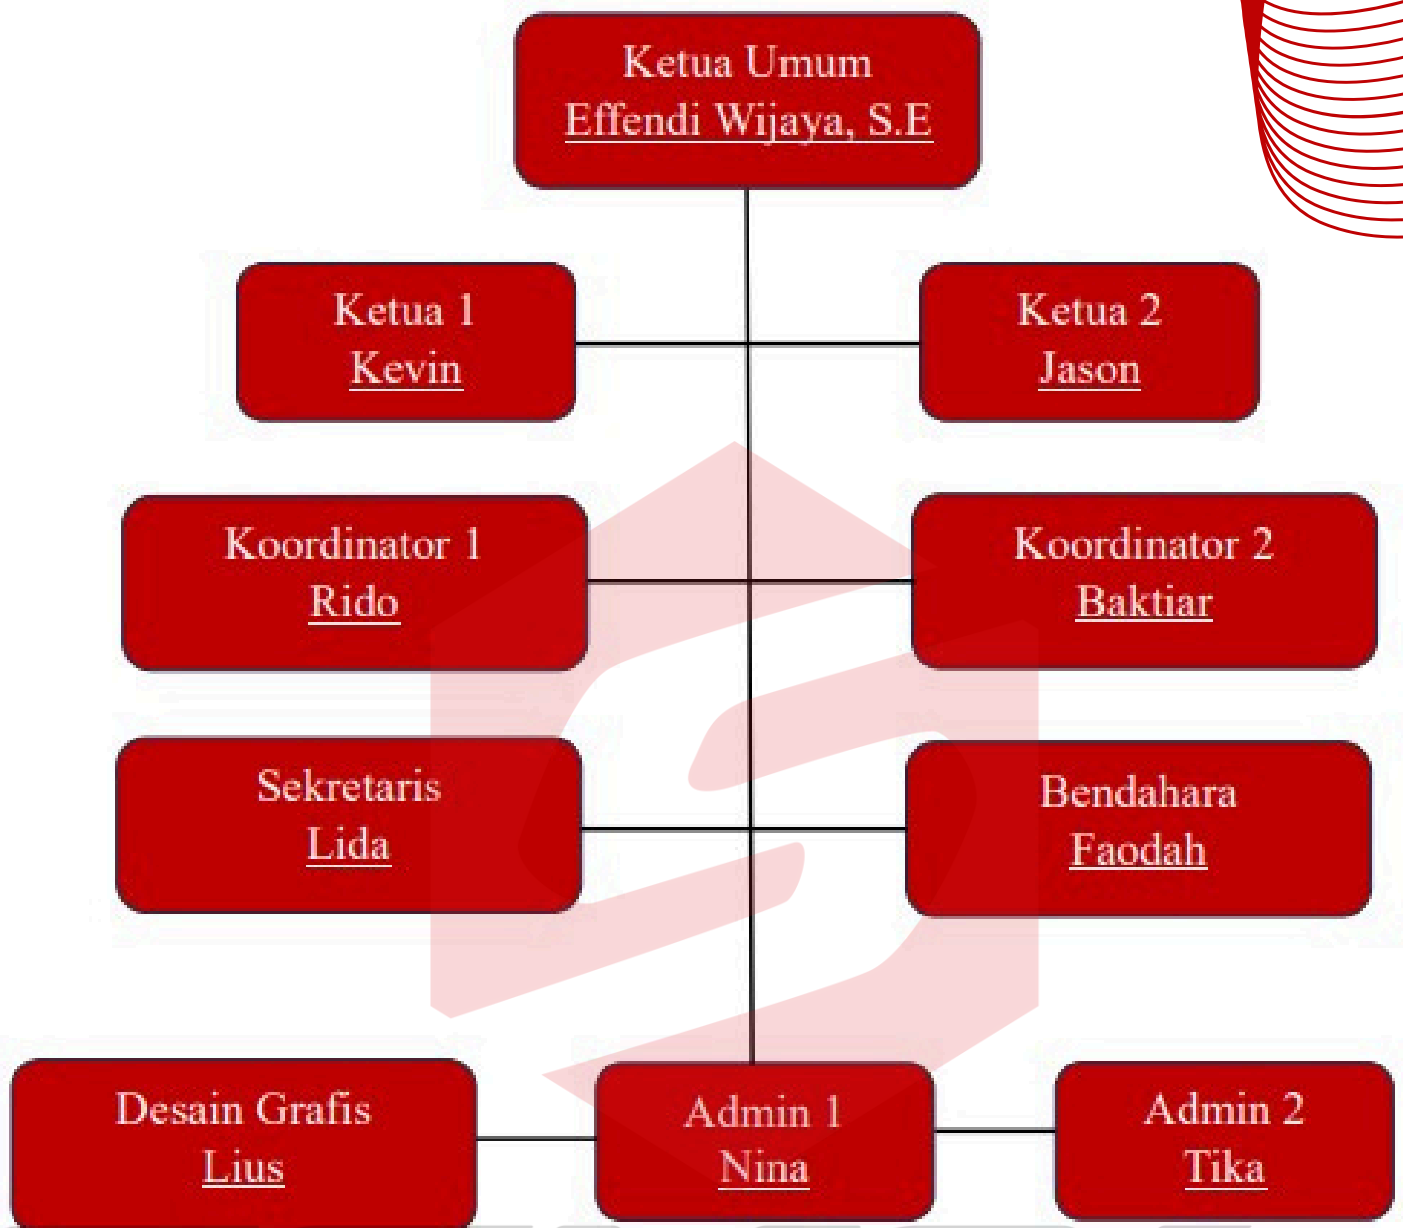 Ketua Umum
Effendi Wijaya, S.E
Ketua 1
Kevin
Ketua 2
Jason
Koordinator 1
Rido
Koordinator 2
Baktiar
Sekretaris
Lida
Bendahara
Faodah
Desain Grafis
Lius
Admin 1
Nina
Admin 2
Tika